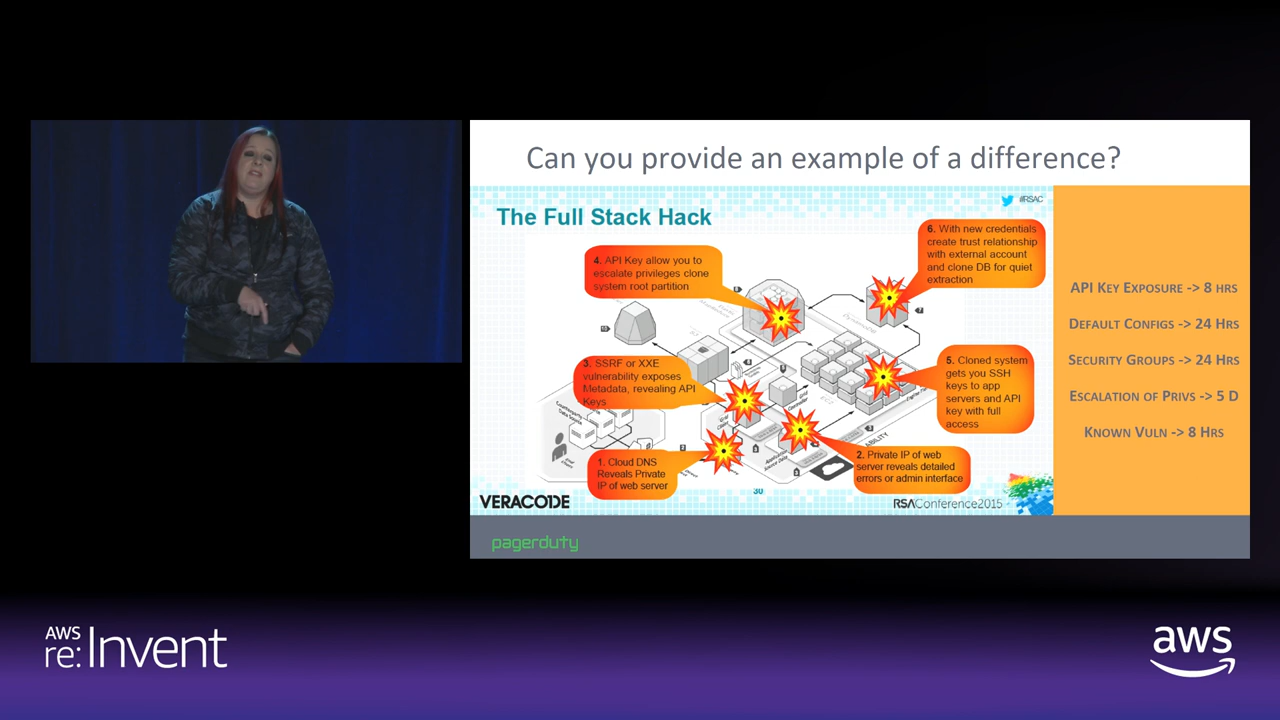 Can you provide an example of a difference?
The Full Stack Hack
#RSAC
6. With new credentials
create trust relationship
with external account
and clone DB for quiet
extraction
4. API Key allow you to
escalate privileges clone
system root partition
3. SSRF or XXE
vulnerability exposes
Metadata, revealing API
Keys
5. Cloned system
gets you SSH
keys to app
servers and API
key with full
access
1. Cloud DNS
Reveals Private
IP of web server
2. Private IP of web
server reveals detailed
errors or admin interface
30
VERACODE
RSAConference2015
API Key Exposure -> 8 hrs
Default Configs -> 24 Hrs
Security Groups -> 24 Hrs
Escalation of Privs -> 5 D
Known Vuln -> 8 Hrs
pagerduty
AWS
re:Invent
aws